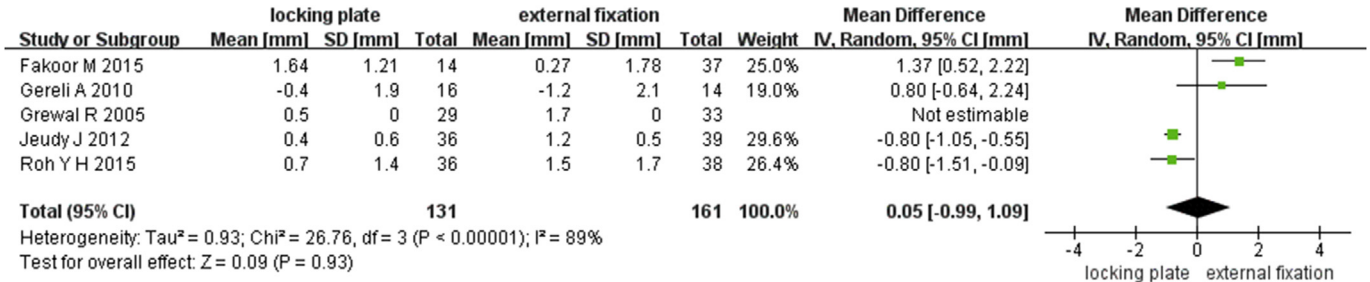 locking plate external fixation Mean Difference Mean Difference
Study or Subgroup Mean [mm] SD [mm] Total Mean [mm] SD [mm] Total Weight IV, Random, 95% CI [mm] IV, Random, 95% CI [mm]
Fakoor M 2015 1.64 1.21 14 0.27 1.78 37 25.0% 1.37 [0.52, 2.22]
Gereli A 2010 -0.4 1.9 16 -1.2 2.1 14 19.0% 0.80 [-0.64, 2.24]
Grewal R 2005 0.5 0 29 1.7 0 33 Not estimable
Jeudy J 2012 0.4 0.6 36 1.2 0.5 39 29.6% -0.80 [-1.05, -0.55]
Roh Y H 2015 0.7 1.4 36 1.5 1.7 38 26.4% -0.80 [-1.51, -0.09]
Total (95% CI) 131 161 100.0% 0.05 [-0.99, 1.09]
Heterogeneity: Tau² = 0.93; Chi² = 26.76, df = 3 (P < 0.00001); I² = 89%
Test for overall effect: Z = 0.09 (P = 0.93)
-4 -2 0 2 4
locking plate external fixation